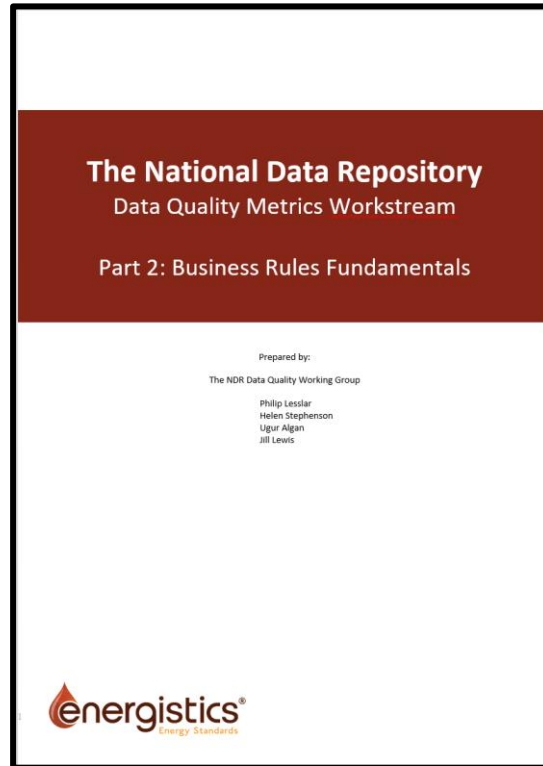 The National Data Repository
Data Quality Metrics Workstream
Part 2: Business Rules Fundamentals
Prepared by:
The NDR Data Quality Working Group
Philip Lesslar
Helen Stephenson
Ugur Algan
Jill Lewis
energistics®
Energy Standards